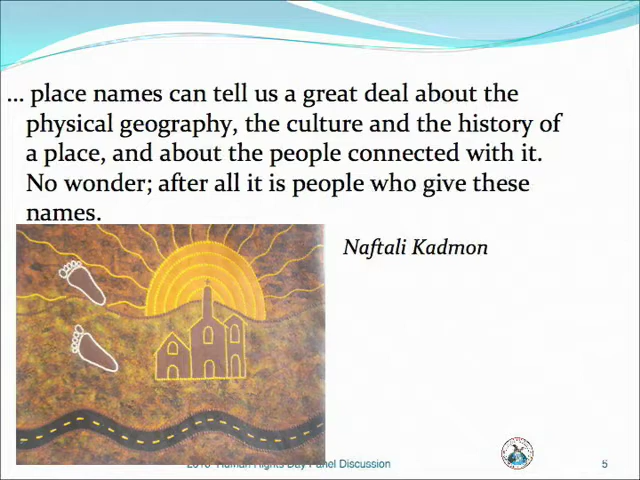 ... place names can tell us a great deal about the
physical geography, the culture and the history of
a place, and about the people connected with it.
No wonder; after all it is people who give these
names.
Naftali Kadmon
Human Rights Day Panel Discussion
5